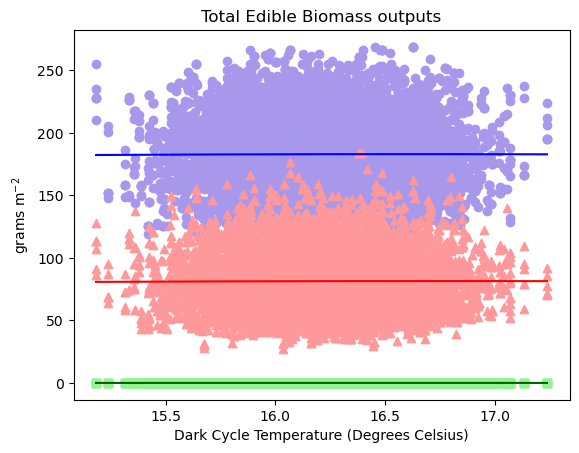 Total Edible Biomass outputs
grams m⁻²
250
200
150
100
50
0
15.5 16.0 16.5 17.0
Dark Cycle Temperature (Degrees Celsius)